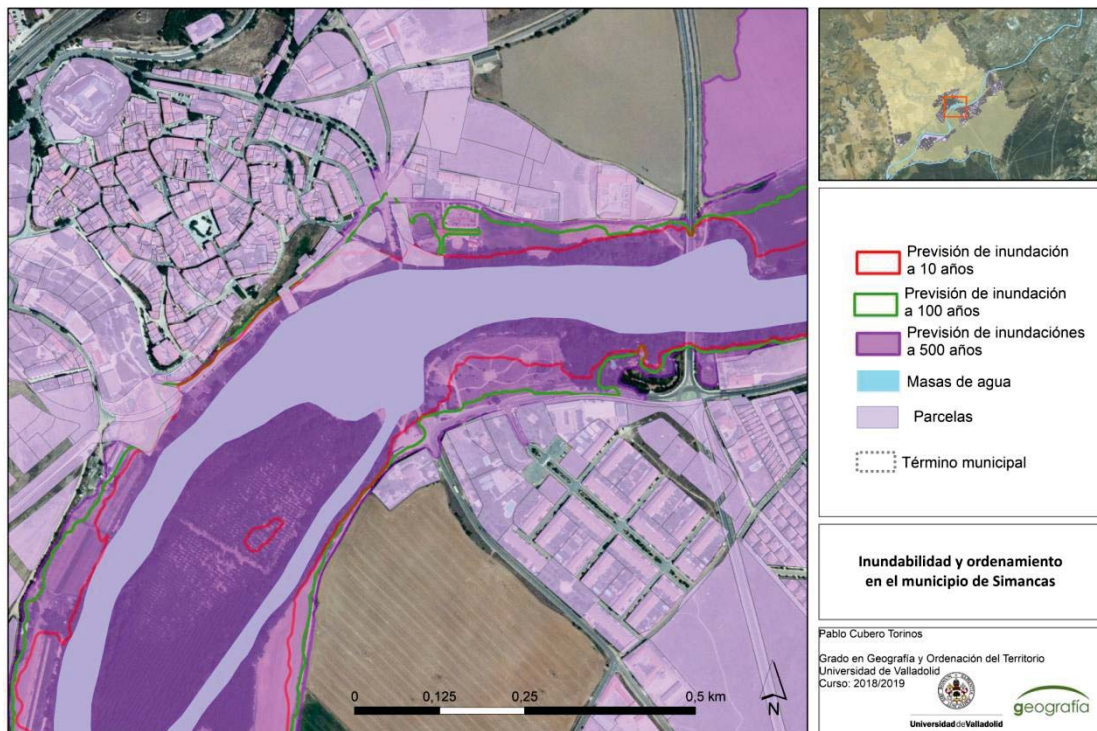 Previsión de inundación
a 10 años
Previsión de inundación
a 100 años
Previsión de inundaciónes
a 500 años
Masas de agua
Parcelas
Término municipal
Inundabilidad y ordenamiento
en el municipio de Simancas
Pablo Cubero Torinos
Grado en Geografía y Ordenación del Territorio
Universidad de Valladolid
Curso: 2018/2019
Universidad de Valladolid
geografía
0 0,125 0,25 0,5 km
N